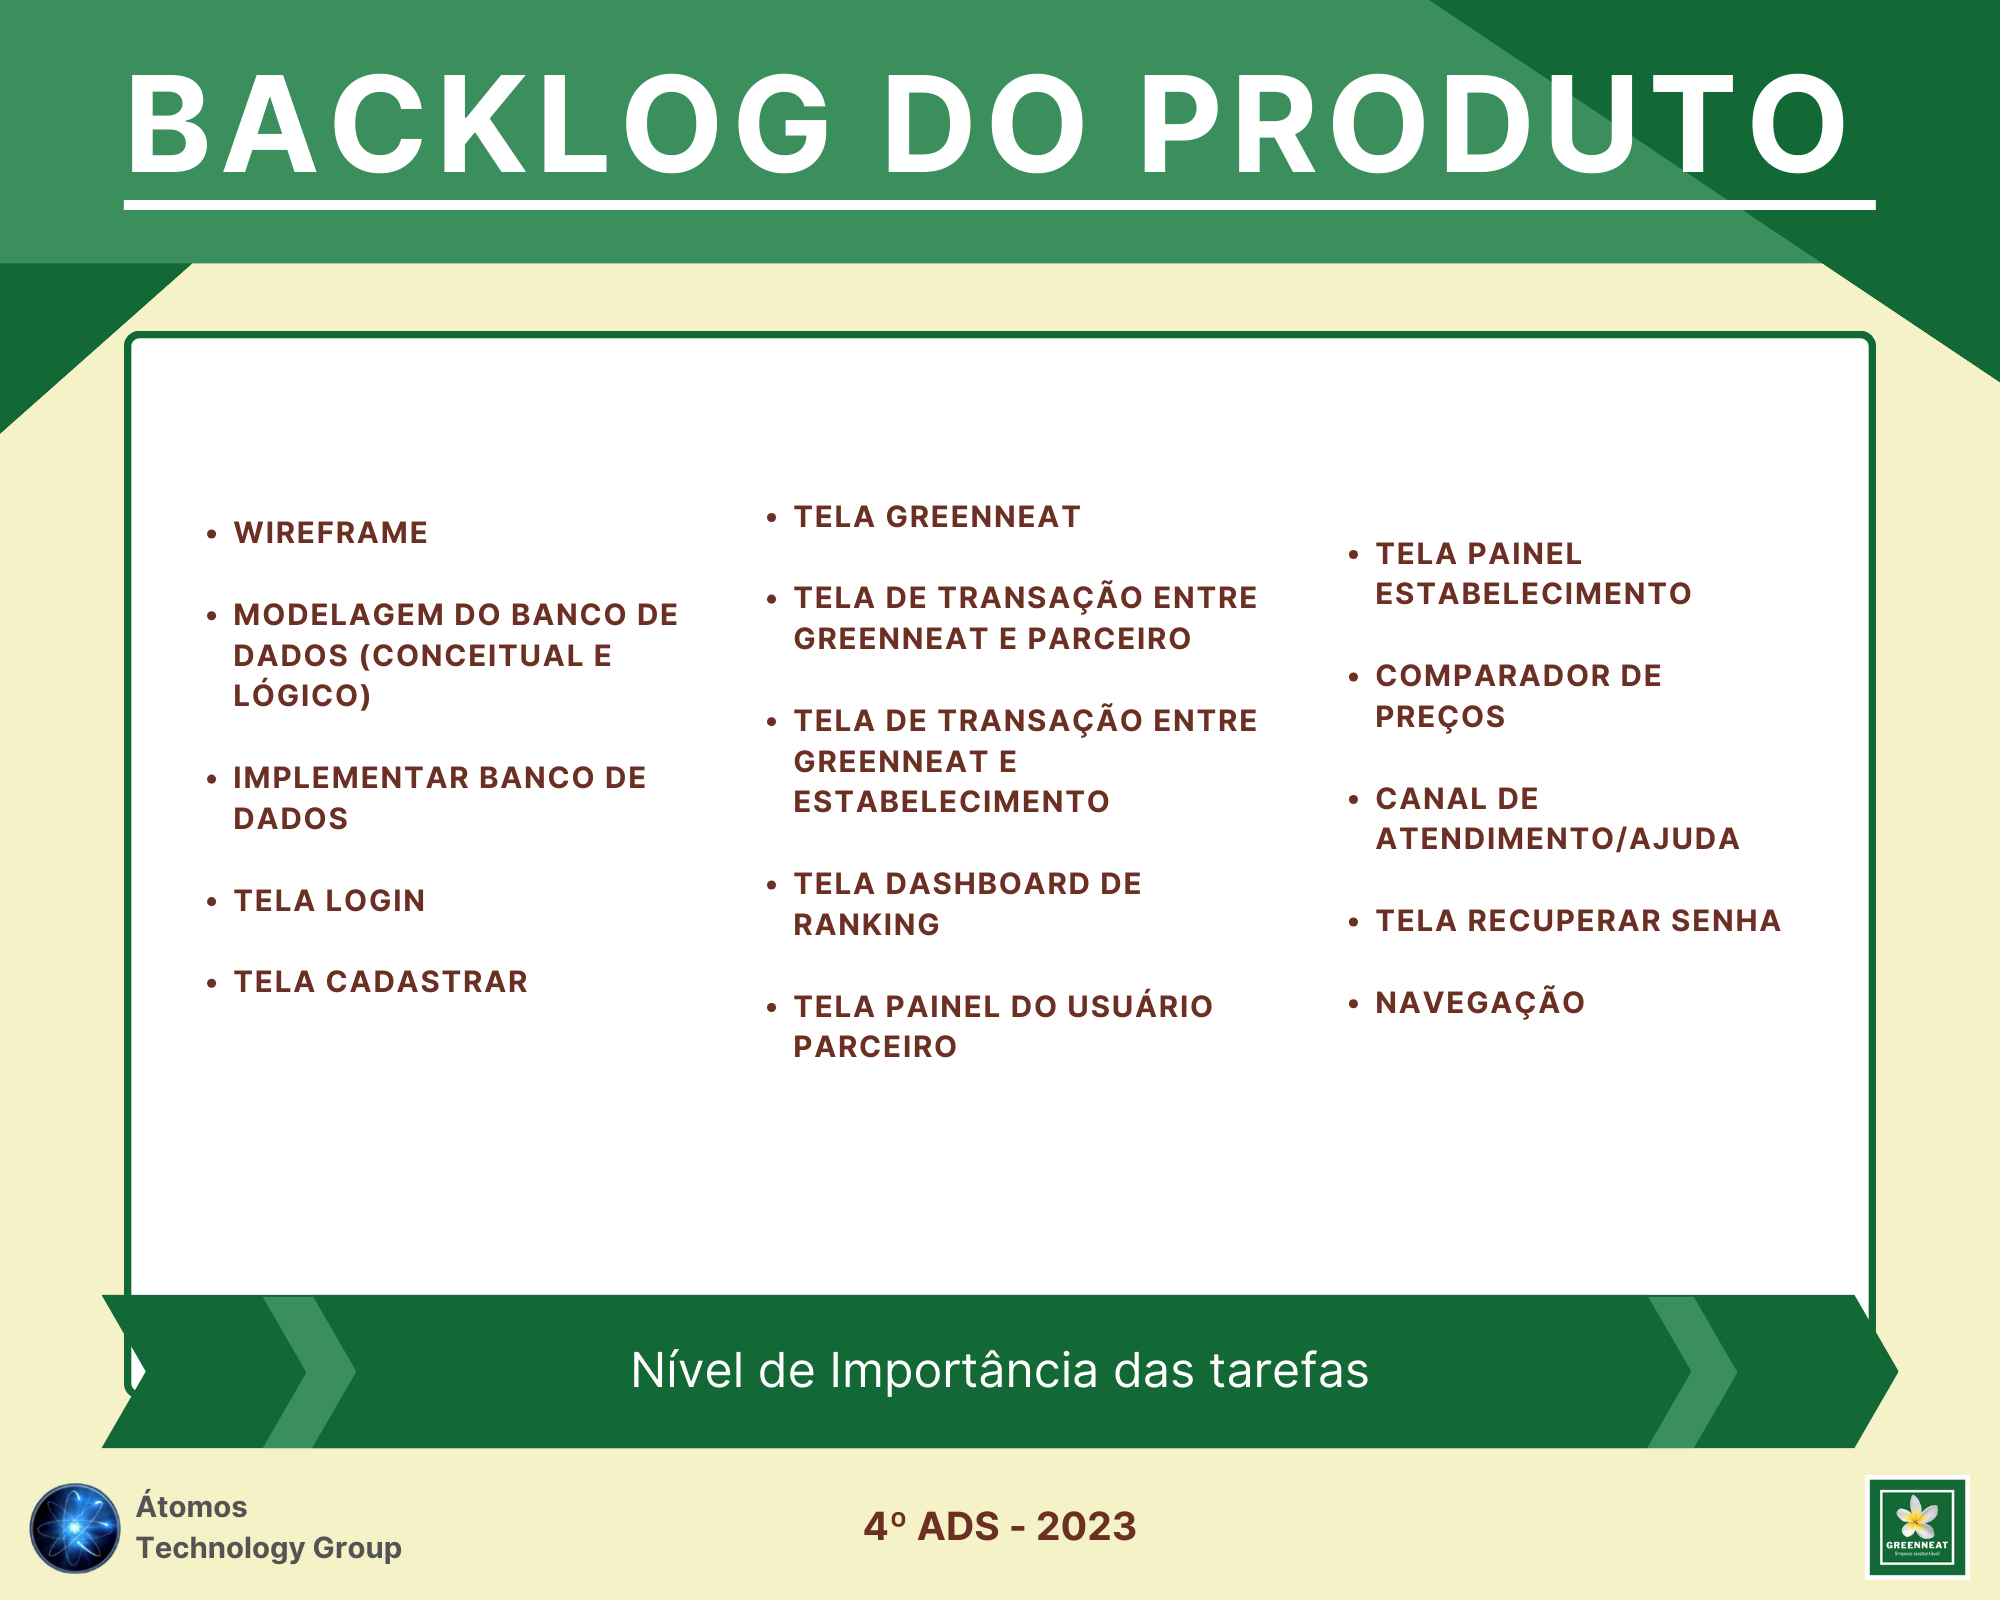 BACKLOG DO PRODUTO
• WIREFRAME
• MODELAGEM DO BANCO DE
DADOS (CONCEITUAL E
LÓGICO)
• IMPLEMENTAR BANCO DE
DADOS
• TELA LOGIN
• TELA CADASTRAR
• TELA GREENNEAT
• TELA DE TRANSAÇÃO ENTRE
GREENNEAT E PARCEIRO
• TELA DE TRANSAÇÃO ENTRE
GREENNEAT E
ESTABELECIMENTO
• TELA DASHBOARD DE
RANKING
• TELA PAINEL DO USUÁRIO
PARCEIRO
• TELA PAINEL
ESTABELECIMENTO
• COMPARADOR DE
PREÇOS
• CANAL DE
ATENDIMENTO/AJUDA
• TELA RECUPERAR SENHA
• NAVEGAÇÃO
Nível de Importância das tarefas
Átomos
Technology Group
4º ADS - 2023
GREENNEAT
limpeza sustentável